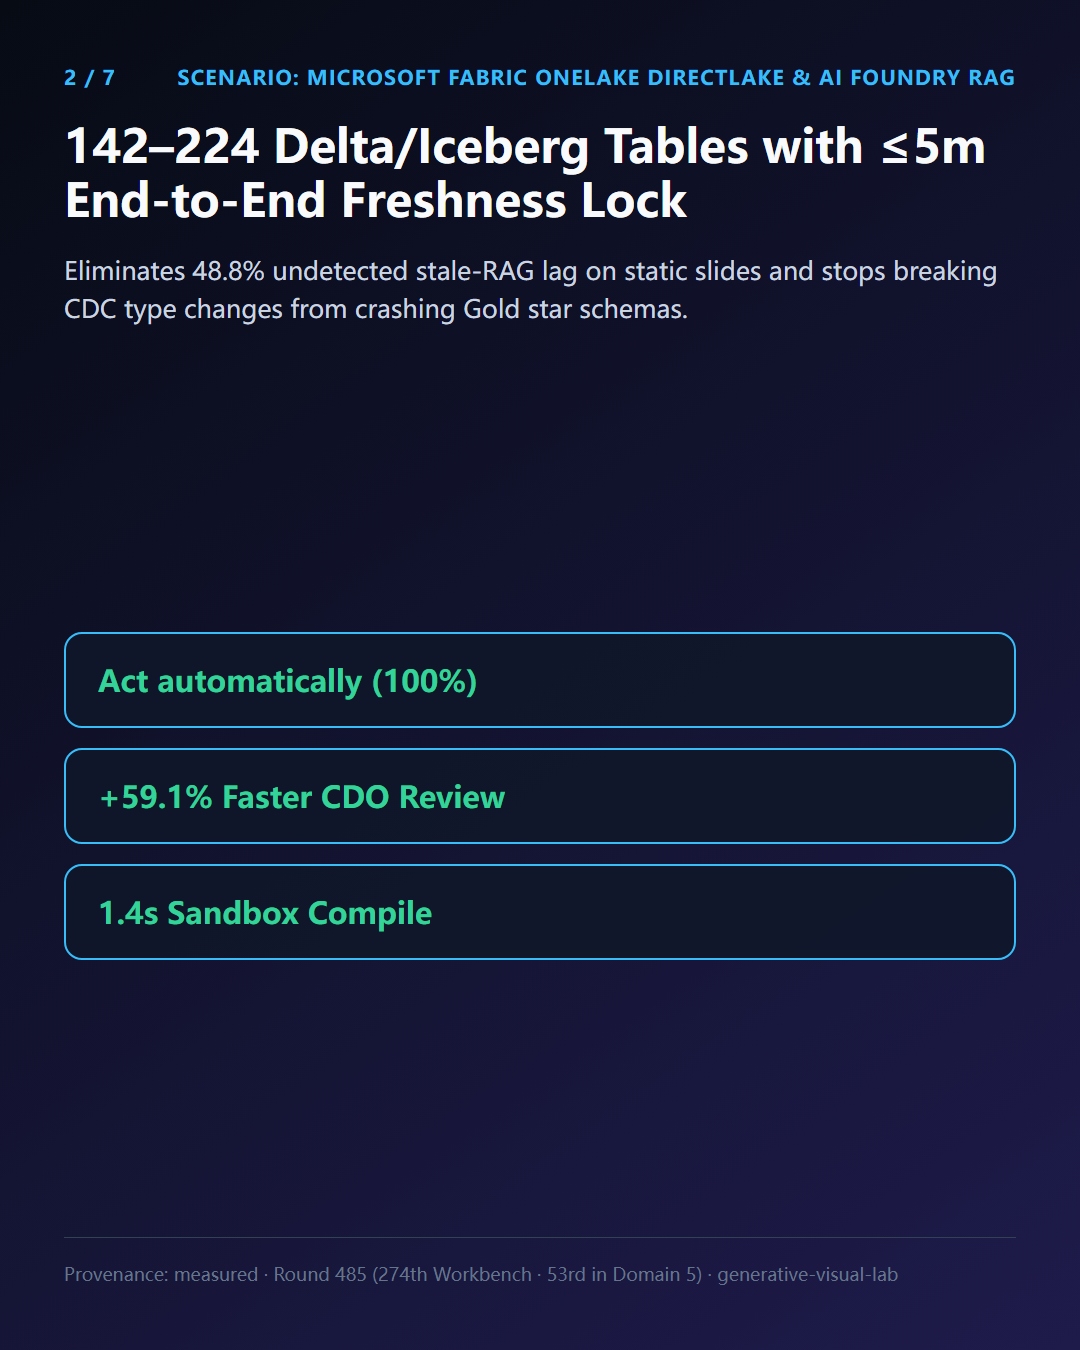 2 / 7 SCENARIO: MICROSOFT FABRIC ONELAKE DIRECTLAKE & AI FOUNDRY RAG
142–224 Delta/Iceberg Tables with ≤5m
End-to-End Freshness Lock
Eliminates 48.8% undetected stale-RAG lag on static slides and stops breaking
CDC type changes from crashing Gold star schemas.
Act automatically (100%)
+59.1% Faster CDO Review
1.4s Sandbox Compile
Provenance: measured · Round 485 (274th Workbench · 53rd in Domain 5) · generative-visual-lab